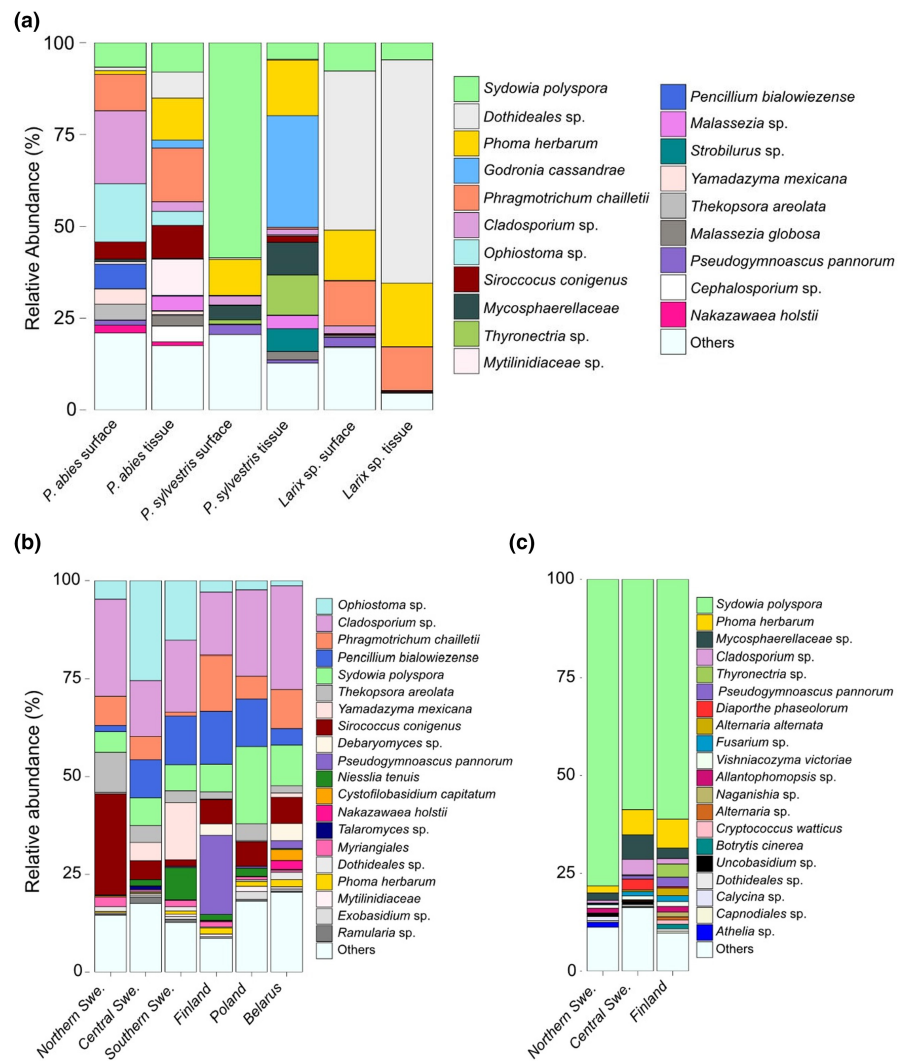 (a)
Relative Abundance (%)
100
75
50
25
0
P. abies surface
P. abies tissue
P. sylvestris surface
P. sylvestris tissue
Larix sp. surface
Larix sp. tissue
Sydowia polyspora
Dothideales sp.
Phoma herbarum
Godronia cassandrae
Phragmotrichum chailletii
Cladosporium sp.
Ophiostoma sp.
Siroccocus conigenus
Mycosphaerellaceae
Thyronectria sp.
Mytilinidiaceae sp.
Pencillium bialowiezense
Malassezia sp.
Strobilurus sp.
Yamadazyma mexicana
Thekopsora areolata
Malassezia globosa
Pseudogymnoascus pannorum
Cephalosporium sp.
Nakazawaea holstii
Others
(b)
Relative abundance (%)
100
75
50
25
0
Northern Swe.
Central Swe.
Southern Swe.
Finland
Poland
Belarus
Ophiostoma sp.
Cladosporium sp.
Phragmotrichum chailletii
Pencillium bialowiezense
Sydowia polyspora
Thekopsora areolata
Yamadazyma mexicana
Sirococcus conigenus
Debaryomyces sp.
Pseudogymnoascus pannorum
Niesslia tenuis
Cystofilobasidium capitatum
Nakazawaea holstii
Talaromyces sp.
Myriangiales
Dothideales sp.
Phoma herbarum
Mytilinidiaceae
Exobasidium sp.
Ramularia sp.
Others
(c)
100
75
50
25
0
Northern Swe.
Central Swe.
Finland
Sydowia polyspora
Phoma herbarum
Mycosphaerellaceae sp.
Cladosporium sp.
Thyronectria sp.
Pseudogymnoascus pannorum
Diaporthe phaseolorum
Alternaria alternata
Fusarium sp.
Vishniacozyma victoriae
Allantophomopsis sp.
Naganishia sp.
Alternaria sp.
Cryptococcus watticus
Botrytis cinerea
Uncobasidium sp.
Dothideales sp.
Calycina sp.
Capnodiales sp.
Athelia sp.
Others